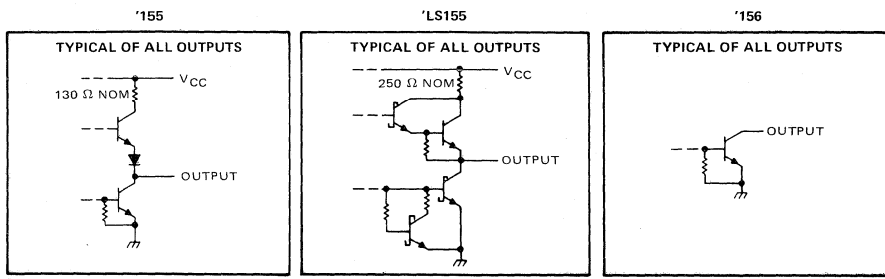 '155
TYPICAL OF ALL OUTPUTS
VCC
130 Ω NOM
OUTPUT
'LS155
TYPICAL OF ALL OUTPUTS
VCC
250 Ω NOM
OUTPUT
'156
TYPICAL OF ALL OUTPUTS
OUTPUT